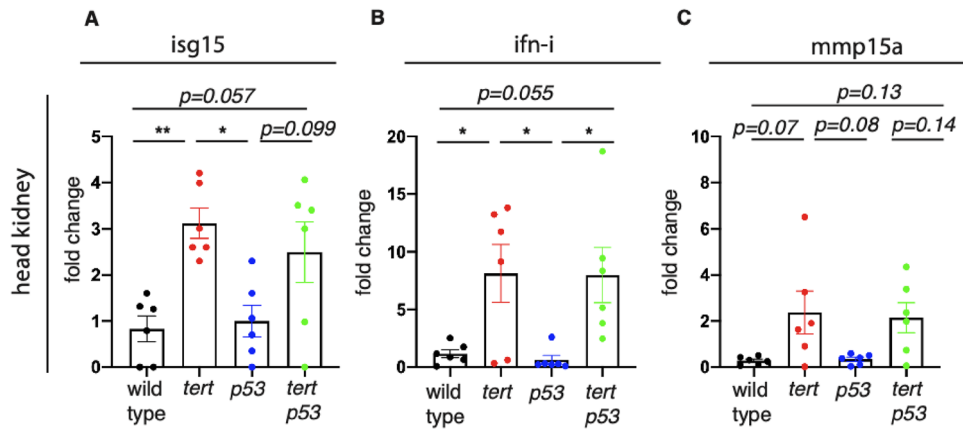 A
isg15
p=0.057
**
*
p=0.099
5
4
3
2
1
0
fold change
wild type
tert
p53
tert p53
B
ifn-i
p=0.055
*
*
*
20
15
10
5
0
fold change
wild type
tert
p53
tert p53
C
mmp15a
p=0.13
p=0.07
p=0.08
p=0.14
10
8
6
4
2
0
fold change
wild type
tert
p53
tert p53
head kidney